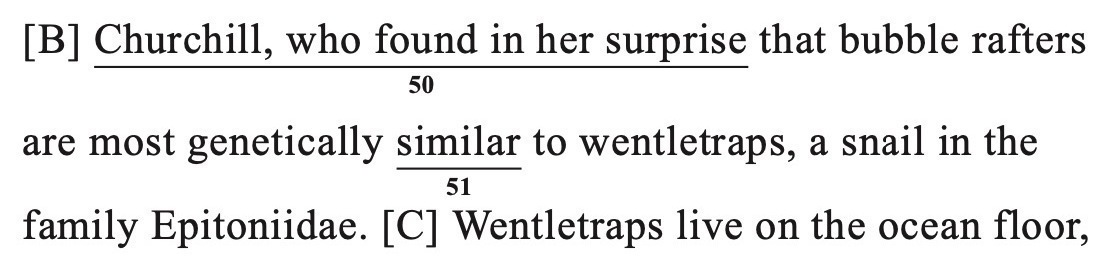 [B] Churchill, who found in her surprise that bubble rafters
50
are most genetically similar to wentletraps, a snail in the
51
family Epitoniidae. [C] Wentletraps live on the ocean floor,